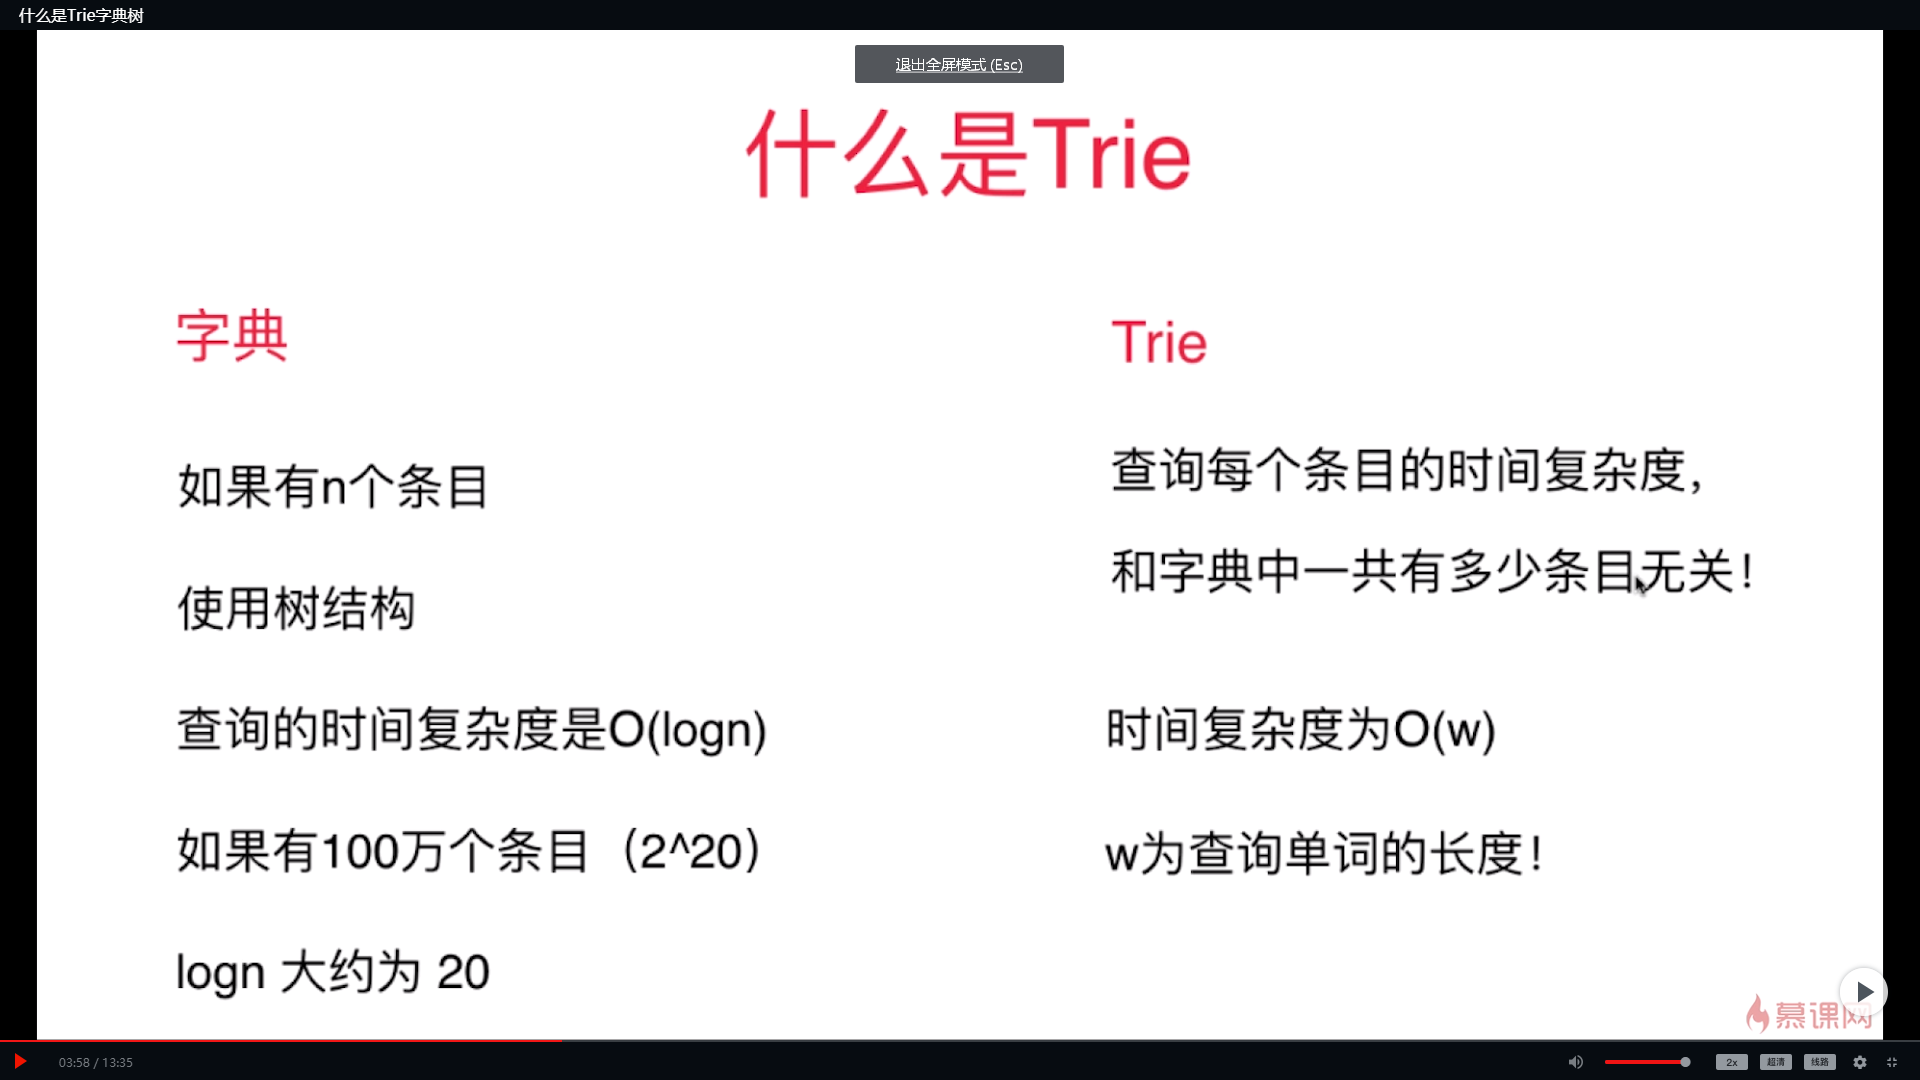 什么是Trie字典树
退出全屏模式 (Esc)
什么是Trie
字典
如果有n个条目
使用树结构
查询的时间复杂度是O(logn)
如果有100万个条目（2^20）
logn 大约为 20
Trie
查询每个条目的时间复杂度，
和字典中一共有多少条目无关！
时间复杂度为O(w)
w为查询单词的长度！
慕课网
03:58 / 13:35
2x
超清
线路